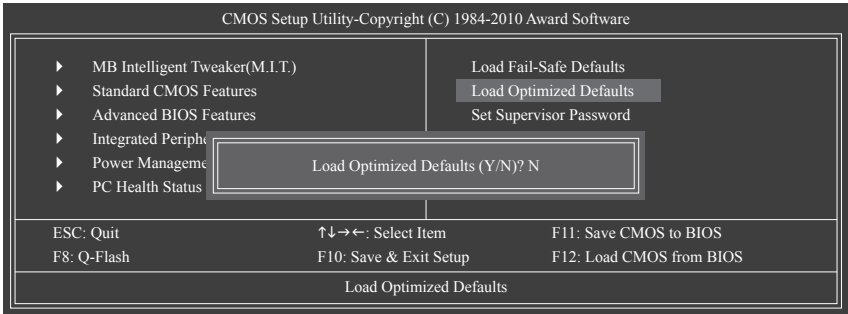 CMOS Setup Utility-Copyright (C) 1984-2010 Award Software
MB Intelligent Tweaker(M.I.T.)
Standard CMOS Features
Advanced BIOS Features
Integrated Periphe
Power Manageme
PC Health Status
Load Fail-Safe Defaults
Load Optimized Defaults
Set Supervisor Password
Load Optimized Defaults (Y/N)? N
ESC: Quit
↑↓→←: Select Item
F11: Save CMOS to BIOS
F8: Q-Flash
F10: Save & Exit Setup
F12: Load CMOS from BIOS
Load Optimized Defaults